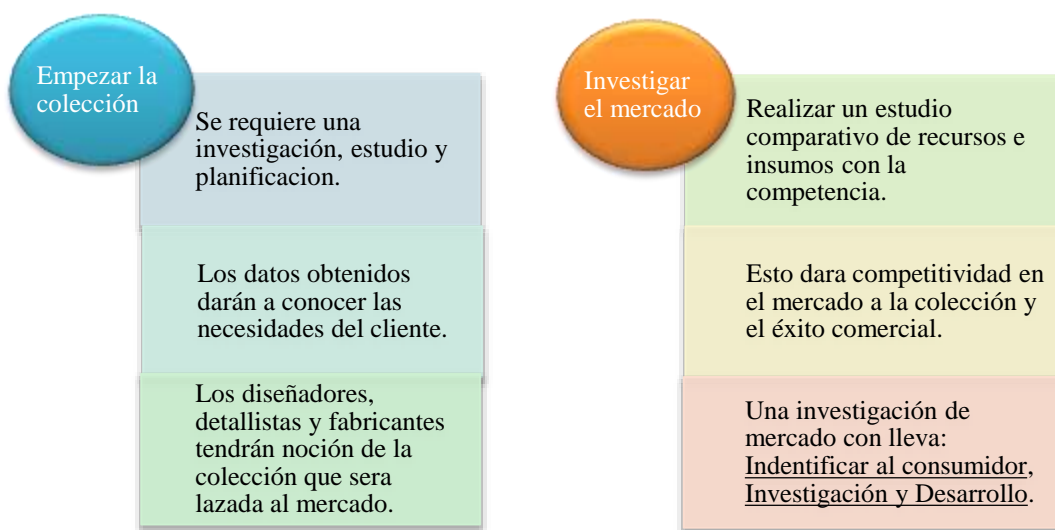 Empezar la
colección
Se requiere una
investigación, estudio y
planificacion.
Los datos obtenidos
darán a conocer las
necesidades del cliente.
Los diseñadores,
detallistas y fabricantes
tendrán noción de la
colección que sera
lazada al mercado.
Investigar
el mercado
Realizar un estudio
comparativo de recursos e
insumos con la
competencia.
Esto dara competitividad en
el mercado a la colección y
el éxito comercial.
Una investigación de
mercado con lleva:
Indentificar al consumidor,
Investigación y Desarrollo.